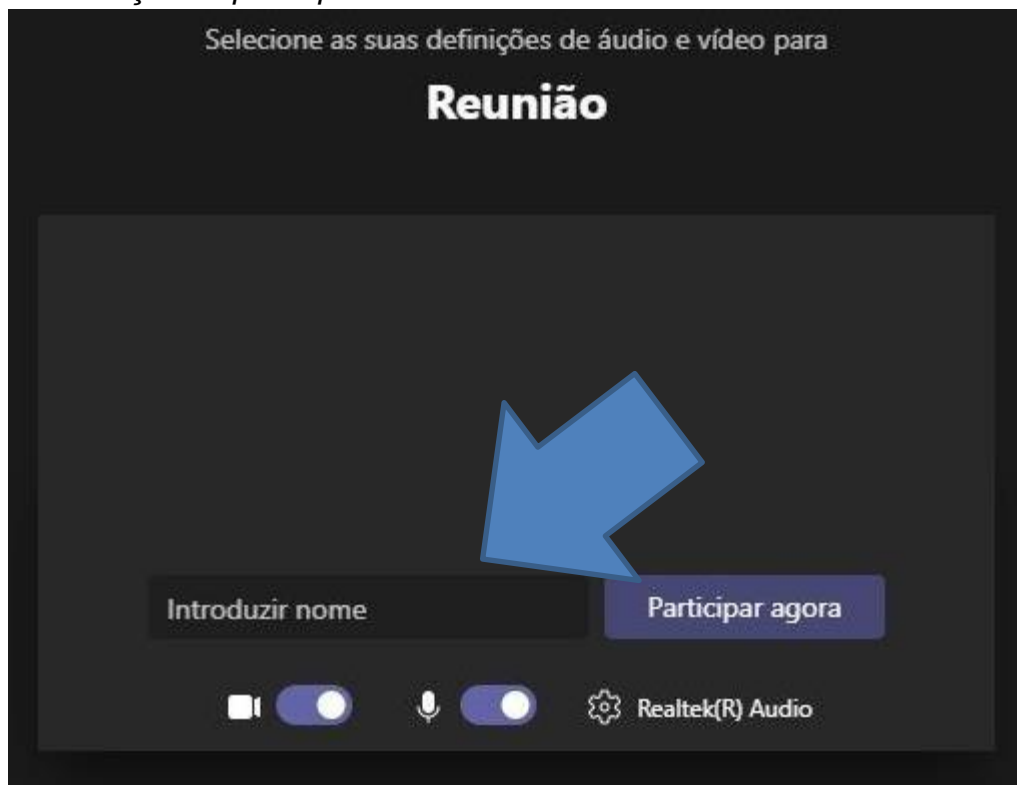 Selecione as suas definições de áudio e vídeo para
Reunião
Introduzir nome
Participar agora
Realtek(R) Audio